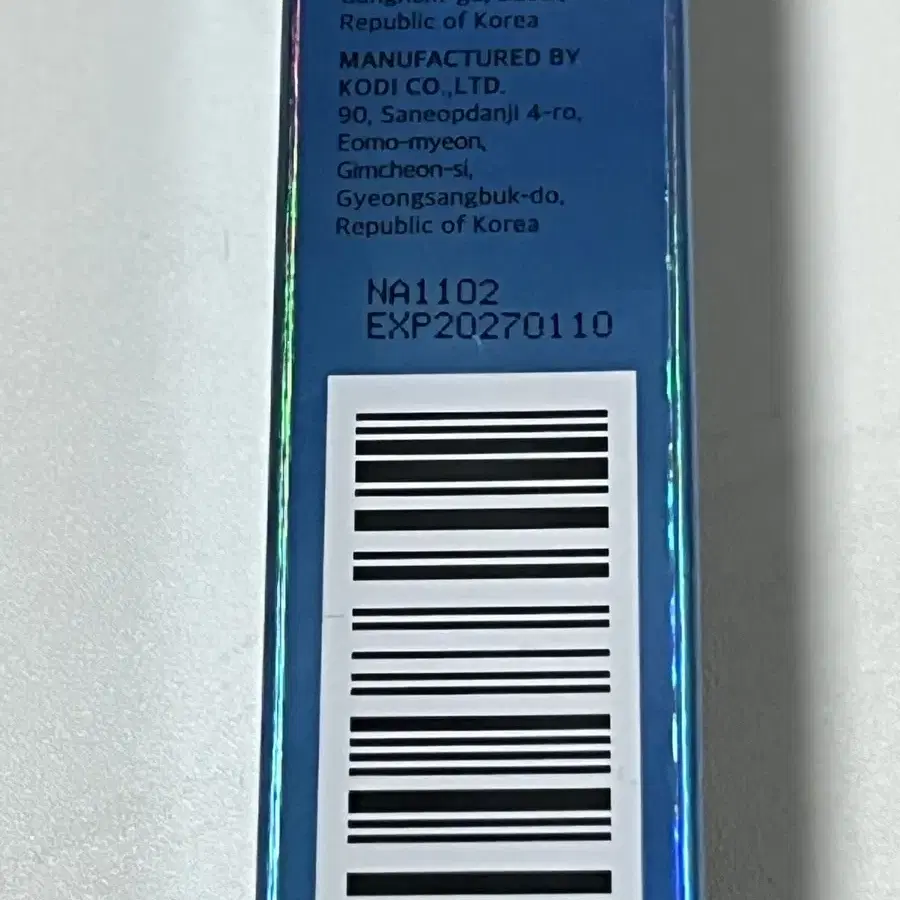 Republic of Korea
MANUFACTURED BY
KODI CO.,LTD.
90, Saneopdanji 4-ro,
Eomo-myeon,
Gimcheon-si,
Gyeongsangbuk-do,
Republic of Korea
NA1102
EXP20270110